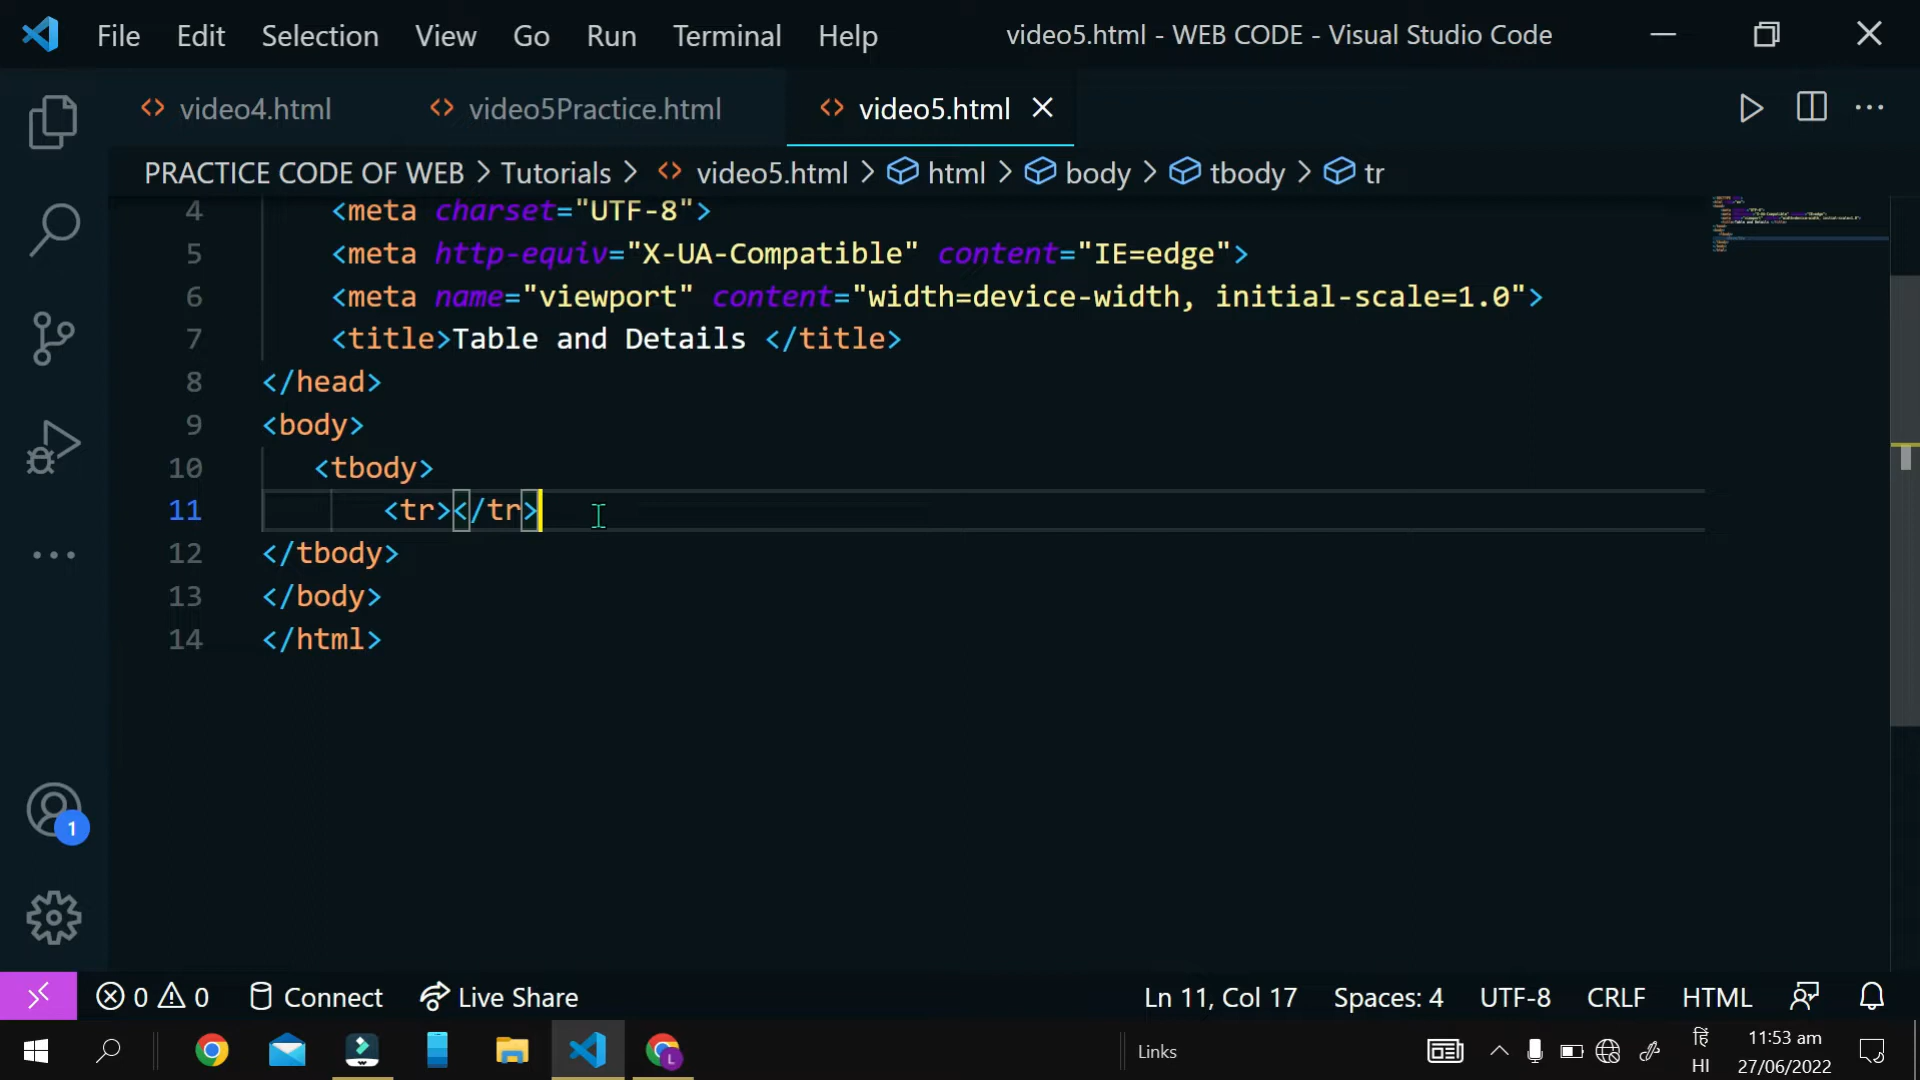 File Edit Selection View Go Run Terminal Help video5.html - WEB CODE - Visual Studio Code
video4.html video5Practice.html video5.html
PRACTICE CODE OF WEB > Tutorials > video5.html > html > body > tbody > tr
4 <meta charset="UTF-8">
5 <meta http-equiv="X-UA-Compatible" content="IE=edge">
6 <meta name="viewport" content="width=device-width, initial-scale=1.0">
7 <title>Table and Details </title>
8 </head>
9 <body>
10 <tbody>
11 <tr></tr>
12 </tbody>
13 </body>
14 </html>
1
0 0 Connect Live Share Ln 11, Col 17 Spaces: 4 UTF-8 CRLF HTML
L Links हि 11:53 am
HI 27/06/2022